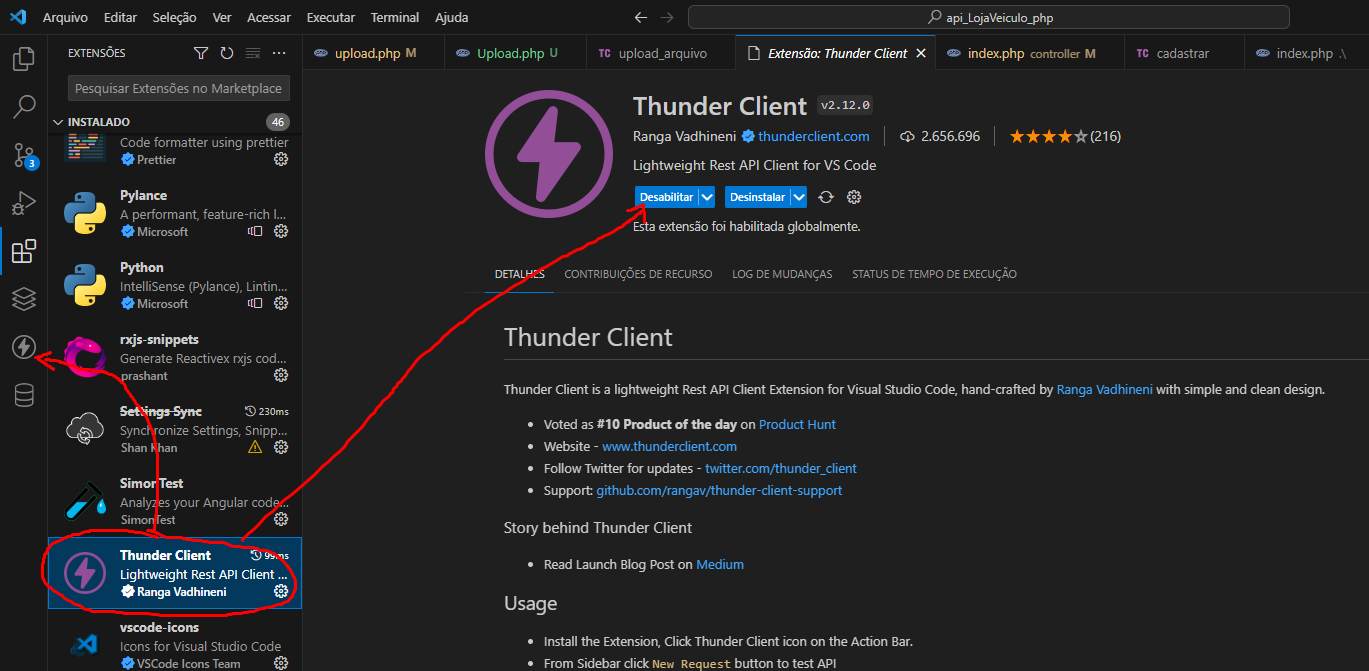 Arquivo Editar Seleção Ver Acessar Executar Terminal Ajuda
api_LojaVeiculo_php
EXTENSÕES
upload.php M
Upload.php U
TC upload_arquivo
Extensão: Thunder Client
index.php controller M
TC cadastrar
index.php .\
Pesquisar Extensões no Marketplace
INSTALADO 46
Code formatter using prettier
Prettier
3
Pylance
A performant, feature-rich l...
Microsoft
Python
IntelliSense (Pylance), Lintin...
Microsoft
rxjs-snippets
Generate Reactivex rxjs cod...
prashant
Settings Sync 230ms
Synchronize Settings, Snipp...
Shan Khan
SimonTest
Analyzes your Angular code...
SimonTest
Thunder Client 99ms
Lightweight Rest API Client ...
Ranga Vadhineni
vscode-icons
Icons for Visual Studio Code
VSCode Icons Team
Thunder Client v2.12.0
Ranga Vadhineni thunderclient.com 2.656.696 (216)
Lightweight Rest API Client for VS Code
Desabilitar Desinstalar
Esta extensão foi habilitada globalmente.
DETALHES CONTRIBUIÇÕES DE RECURSO LOG DE MUDANÇAS STATUS DE TEMPO DE EXECUÇÃO
Thunder Client
Thunder Client is a lightweight Rest API Client Extension for Visual Studio Code, hand-crafted by Ranga Vadhineni with simple and clean design.
• Voted as #10 Product of the day on Product Hunt
• Website - www.thunderclient.com
• Follow Twitter for updates - twitter.com/thunder_client
• Support: github.com/rangav/thunder-client-support
Story behind Thunder Client
• Read Launch Blog Post on Medium
Usage
• Install the Extension, Click Thunder Client icon on the Action Bar.
• From Sidebar click New Request button to test API